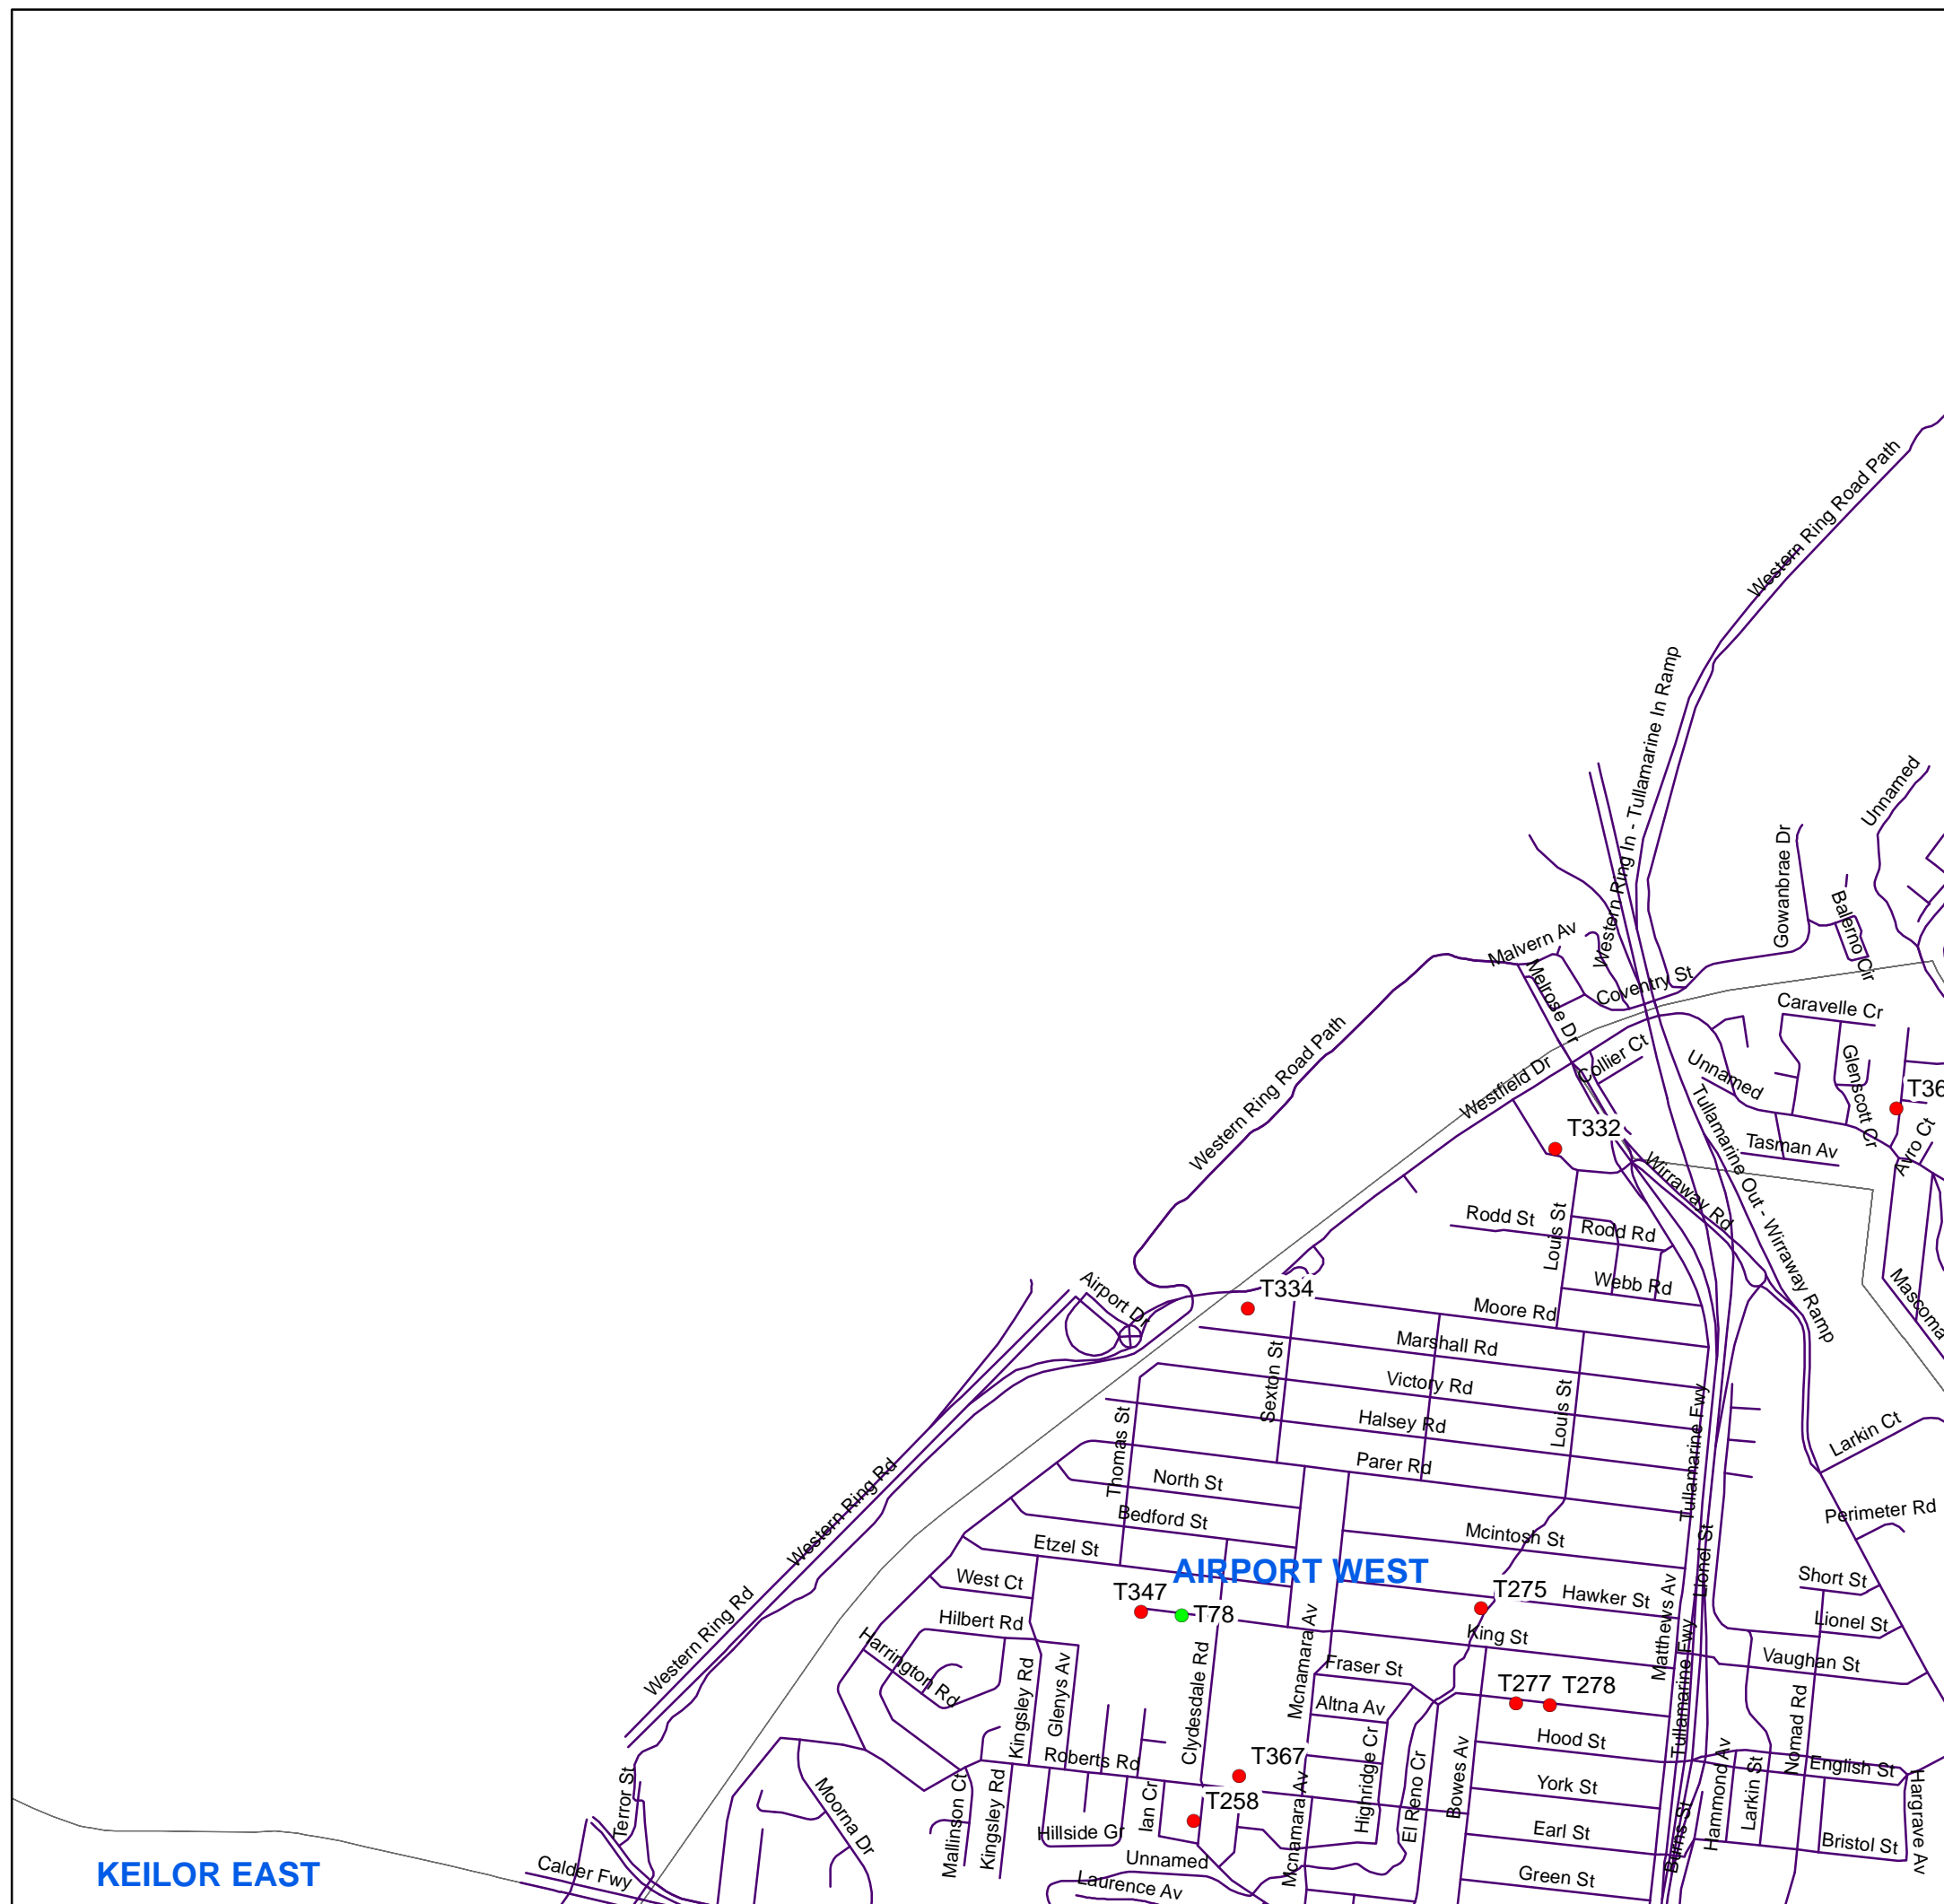 Western Ring Road Path
Western Ring In - Tullamarine In Ramp
Unnamed
Gowanbrae Dr
Balerno Cir
Malvern Av
Melrose Dr
Coventry St
Caravelle Cr
Western Ring Road Path
Collier Ct
Westfield Dr
Unnamed
Glenscott Cr
T36
T332
Tasman Av
Avro Ct
Tullamarine Out - Wirraway Ramp
Wirraway Rd
Rodd St
Rodd Rd
Louis St
Airport Dr
T334
Webb Rd
Moore Rd
Mascoma
Marshall Rd
Sexton St
Victory Rd
Louis St
Halsey Rd
Thomas St
Tullamarine Fwy
Larkin Ct
Western Ring Rd
Parer Rd
North St
Perimeter Rd
Bedford St
Mcintosh St
Etzel St
Lionel St
AIRPORT WEST
West Ct
T347
T275
Hawker St
Short St
Hilbert Rd
T78
Lionel St
Western Ring Rd
Harrington Rd
King St
Matthews Av
Mcnamara Av
Fraser St
Vaughan St
Kingsley Rd
Glenys Av
Clydesdale Rd
T277
T278
Altna Av
Tullamarine Fwy
Nomad Rd
Hood St
Roberts Rd
T367
Highridge Cr
El Reno Cr
Bowes Av
English St
Hammond Av
Larkin St
York St
Hargrave Av
Terror St
Moorna Dr
Mallinson Ct
Kingsley Rd
Ian Cr
T258
Mcnamara Av
Hillside Gr
Earl St
Burns St
Bristol St
KEILOR EAST
Calder Fwy
Unnamed
Laurence Av
Green St